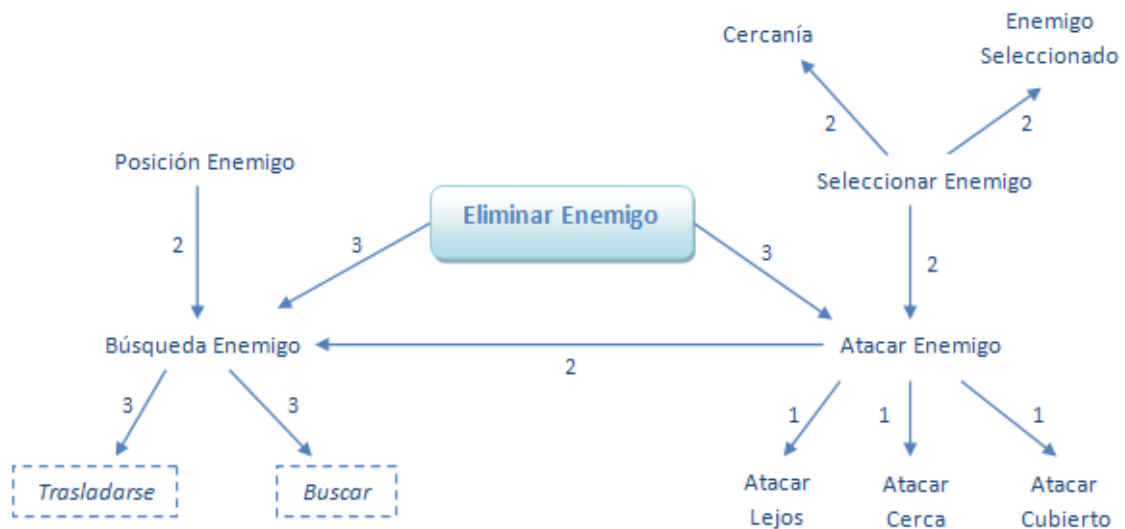 Cercanía
Enemigo
Seleccionado
2
2
Posición Enemigo
Seleccionar Enemigo
Eliminar Enemigo
2
3
3
2
Búsqueda Enemigo
Atacar Enemigo
2
3
3
1
1
1
Trasladarse
Buscar
Atacar
Lejos
Atacar
Cerca
Atacar
Cubierto